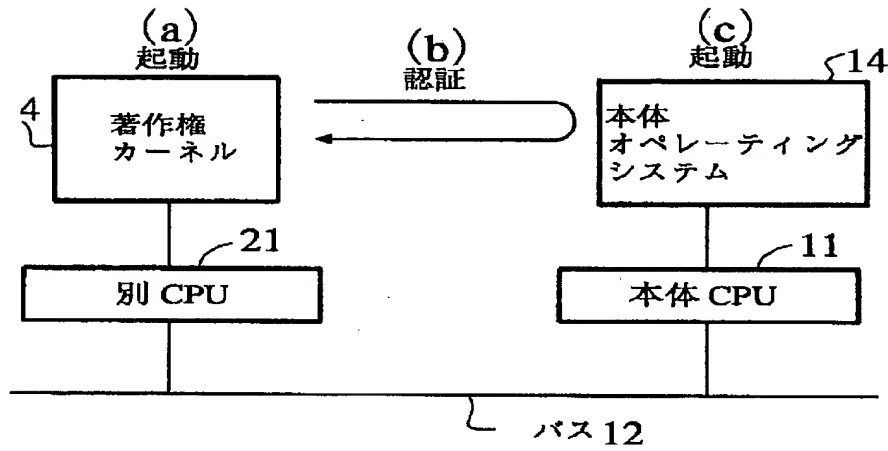 (a)
起動
(b)
認証
(c)
起動
14
4
著作権
カーネル
本体
オペレーティング
システム
21
11
別 CPU
本体 CPU
バス 12